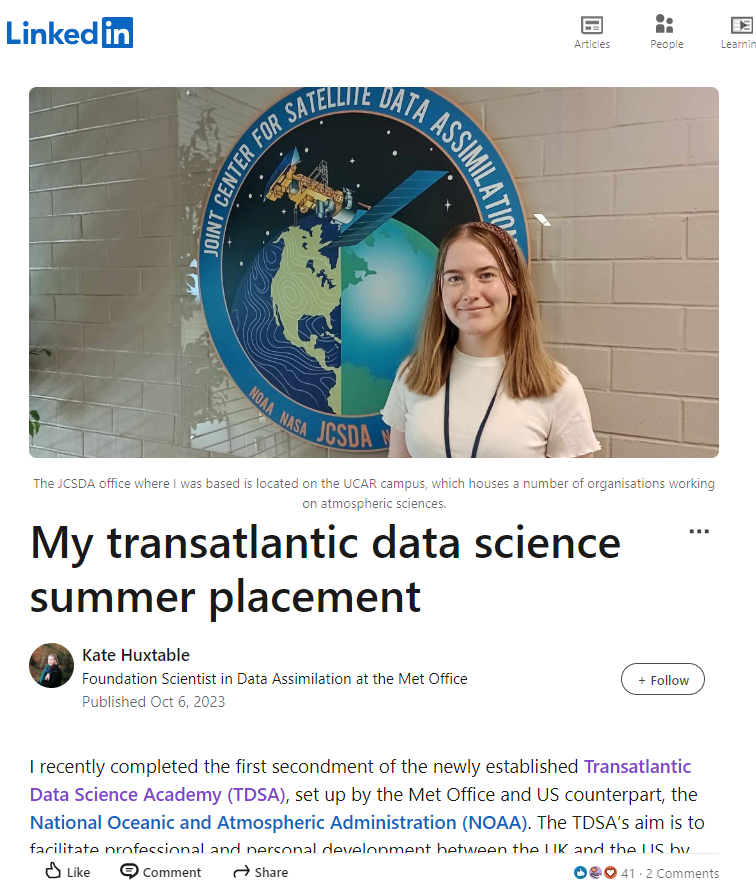 Linked in
Articles
People
Learnin
JOINT CENTER FOR SATELLITE DATA ASSIMILATION
NOAA NASA JCSDA N
The JCSDA office where I was based is located on the UCAR campus, which houses a number of organisations working
on atmospheric sciences.
My transatlantic data science
summer placement
Kate Huxtable
Foundation Scientist in Data Assimilation at the Met Office
+ Follow
Published Oct 6, 2023
I recently completed the first secondment of the newly established Transatlantic
Data Science Academy (TDSA), set up by the Met Office and US counterpart, the
National Oceanic and Atmospheric Administration (NOAA). The TDSA's aim is to
facilitate professional and personal development between the UK and the US by
Like
Comment
Share
41 · 2 Comments